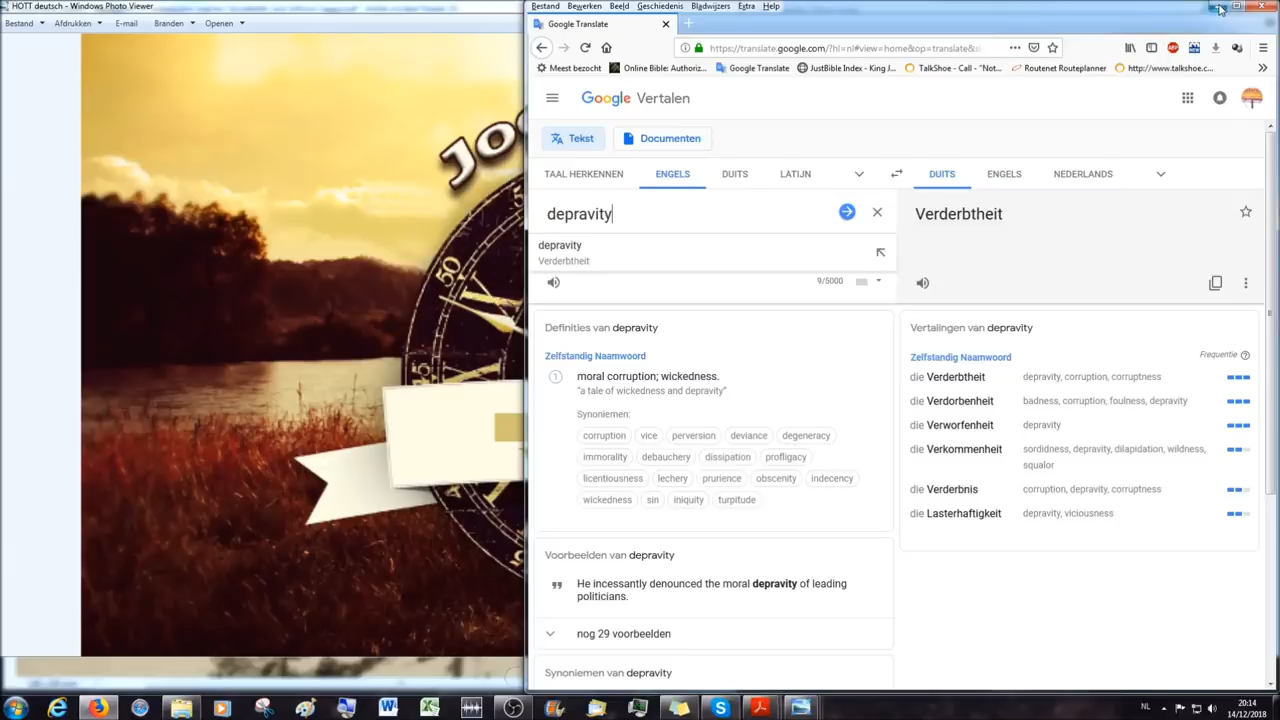 HOTT deutsch - Windows Photo Viewer
Bestand Afdrukken E-mail Branden Openen
Bestand Bewerken Beeld Geschiedenis Bladwijzers Extra Help
Google Translate
https://translate.google.com/?hl=nl#view=home&op=translate&s
Meest bezocht Online Bible: Authoriz... Google Translate JustBible Index - King J... TalkShoe - Call - "Not... Routenet Routeplanner http://www.talkshoe.c...
Google Vertalen
Tekst Documenten
TAAL HERKENNEN ENGELS DUITS LATIJN DUITS ENGELS NEDERLANDS
depravity Verderbtheit
depravity
Verderbtheit
9/5000
Definities van depravity
Zelfstandig Naamwoord
1 moral corruption; wickedness.
"a tale of wickedness and depravity"
Synoniemen:
corruption vice perversion deviance degeneracy
immorality debauchery dissipation profligacy
licentiousness lechery prurience obscenity indecency
wickedness sin iniquity turpitude
Voorbeelden van depravity
He incessantly denounced the moral depravity of leading
politicians.
nog 29 voorbeelden
Synoniemen van depravity
Vertalingen van depravity
Zelfstandig Naamwoord Frequentie
die Verderbtheit depravity, corruption, corruptness
die Verdorbenheit badness, corruption, foulness, depravity
die Verworfenheit depravity
die Verkommenheit sordidness, depravity, dilapidation, wildness,
squalor
die Verderbnis corruption, depravity, corruptness
die Lasterhaftigkeit depravity, viciousness
Joo
50
NL 20:14
14/12/2018